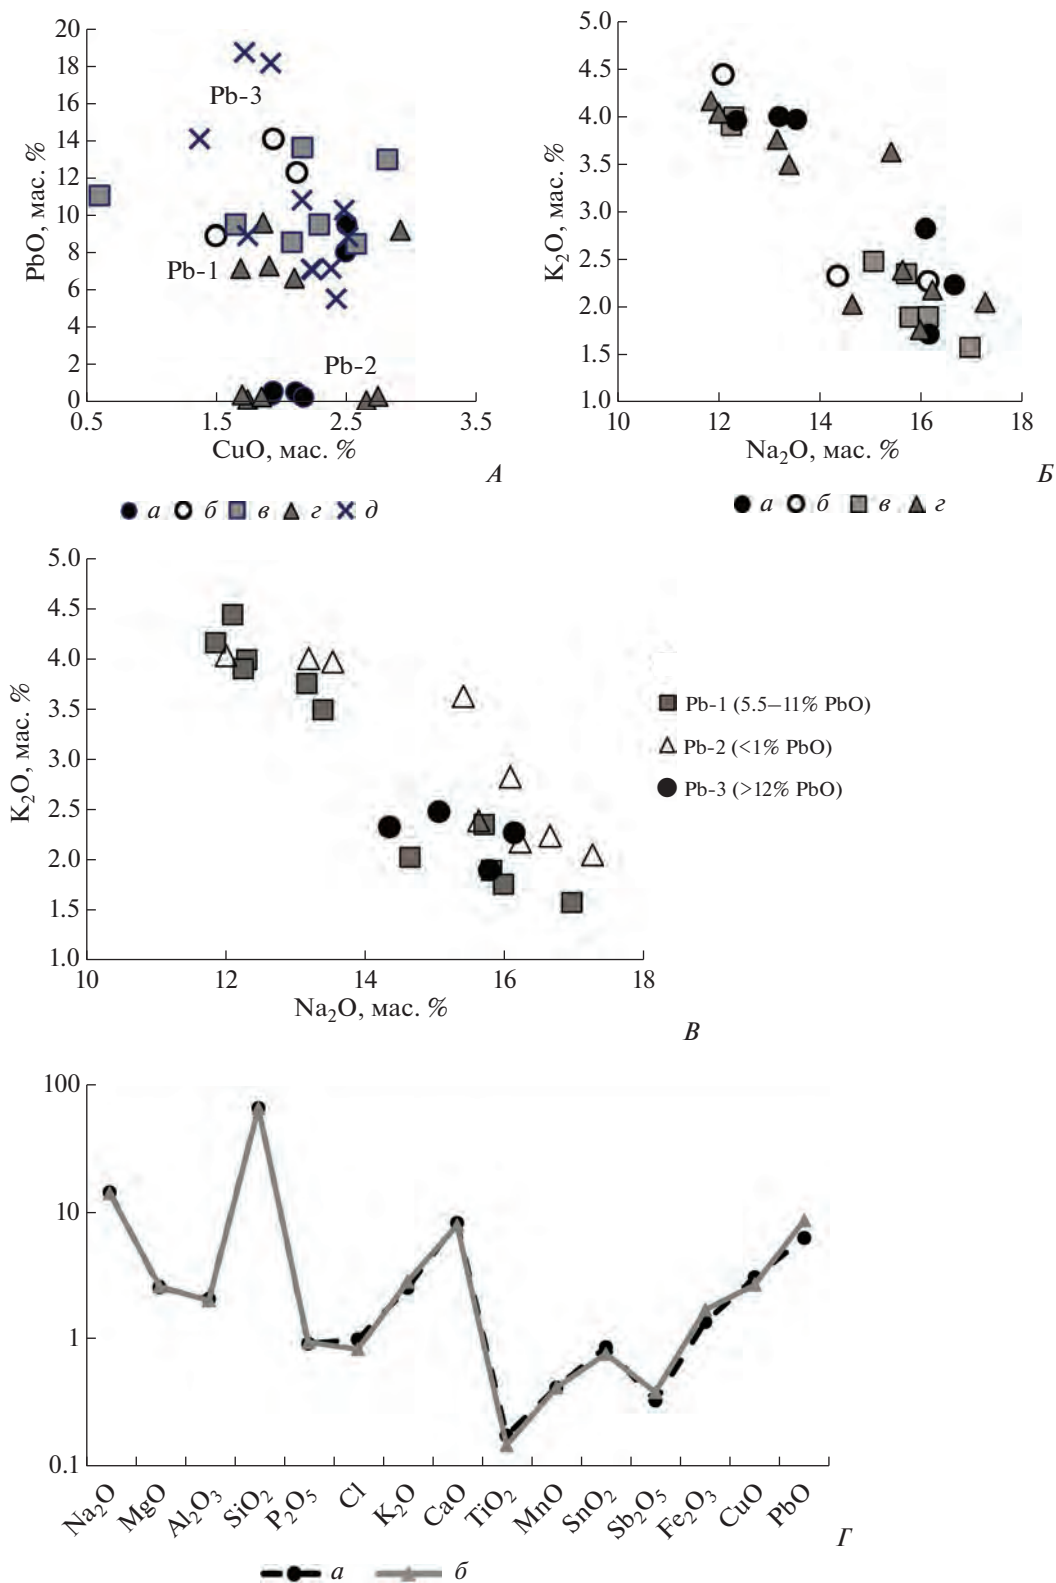 PbO, мас. %
20
18
16
14
12
10
8
6
4
2
0
Pb-3
Pb-1
Pb-2
0.5 1.5 2.5 3.5
CuO, мас. %
А
а б в г д
K₂O, мас. %
5.0
4.5
4.0
3.5
3.0
2.5
2.0
1.5
1.0
10 12 14 16 18
Na₂O, мас. %
Б
а б в г
K₂O, мас. %
5.0
4.5
4.0
3.5
3.0
2.5
2.0
1.5
1.0
10 12 14 16 18
Na₂O, мас. %
Pb-1 (5.5–11% PbO)
Pb-2 (<1% PbO)
Pb-3 (>12% PbO)
В
100
10
1
0.1
Na₂O MgO Al₂O₃ SiO₂ P₂O₅ Cl K₂O CaO TiO₂ MnO SnO₂ Sb₂O₅ Fe₂O₃ CuO PbO
Г
а б